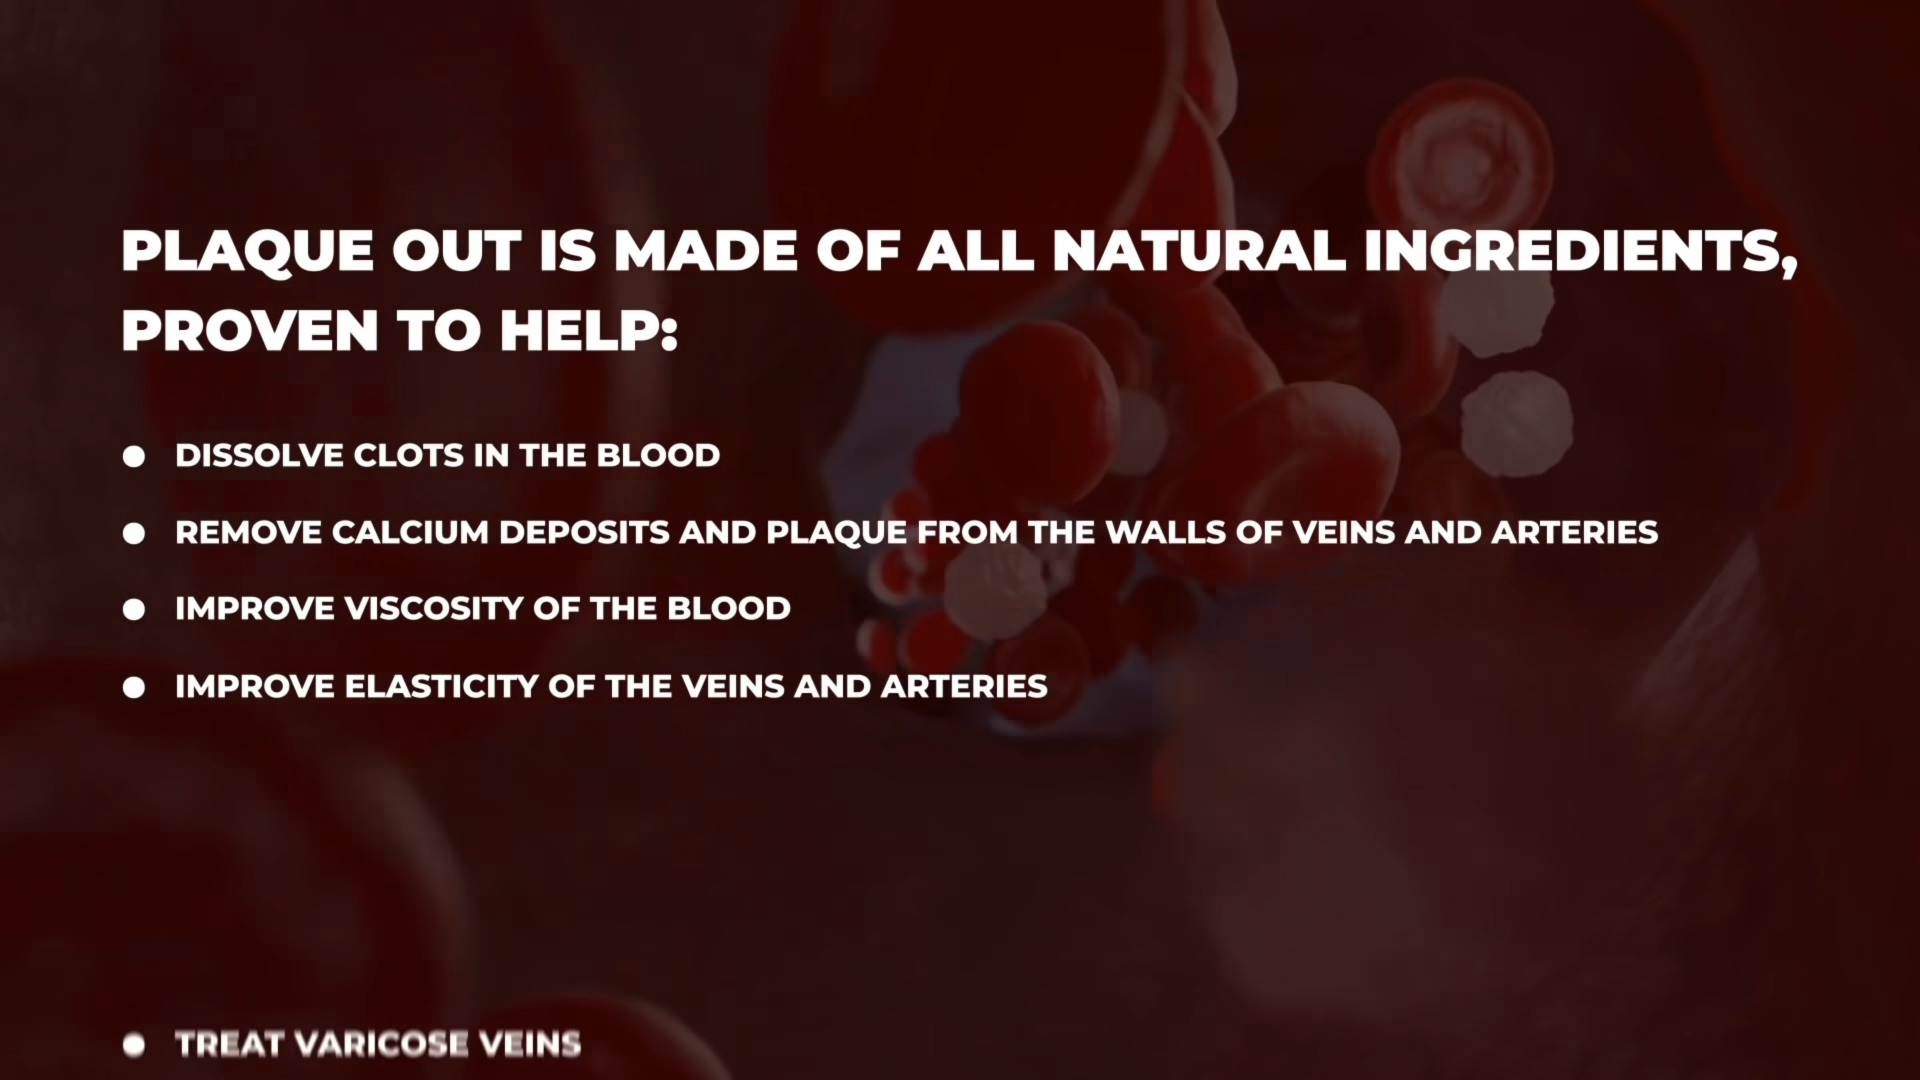 PLAQUE OUT IS MADE OF ALL NATURAL INGREDIENTS,
PROVEN TO HELP:
● DISSOLVE CLOTS IN THE BLOOD
● REMOVE CALCIUM DEPOSITS AND PLAQUE FROM THE WALLS OF VEINS AND ARTERIES
● IMPROVE VISCOSITY OF THE BLOOD
● IMPROVE ELASTICITY OF THE VEINS AND ARTERIES
● TREAT VARICOSE VEINS